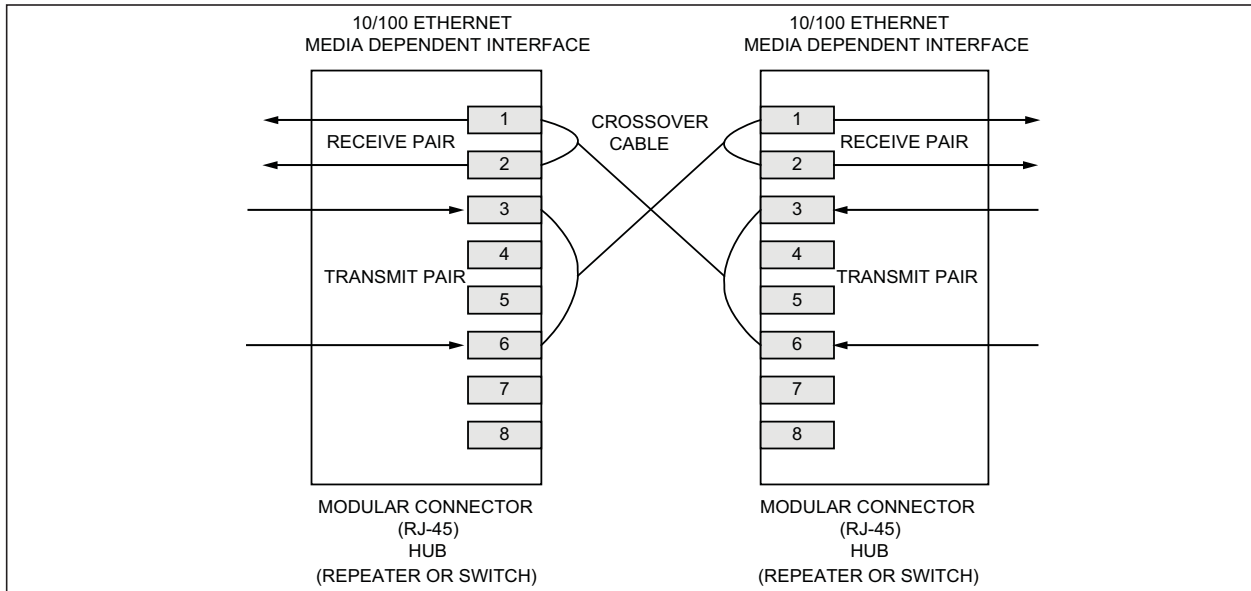 10/100 ETHERNET
MEDIA DEPENDENT INTERFACE
10/100 ETHERNET
MEDIA DEPENDENT INTERFACE
1
RECEIVE PAIR
2
3
4
TRANSMIT PAIR
5
6
7
8
CROSSOVER
CABLE
1
RECEIVE PAIR
2
3
4
TRANSMIT PAIR
5
6
7
8
MODULAR CONNECTOR
(RJ-45)
HUB
(REPEATER OR SWITCH)
MODULAR CONNECTOR
(RJ-45)
HUB
(REPEATER OR SWITCH)